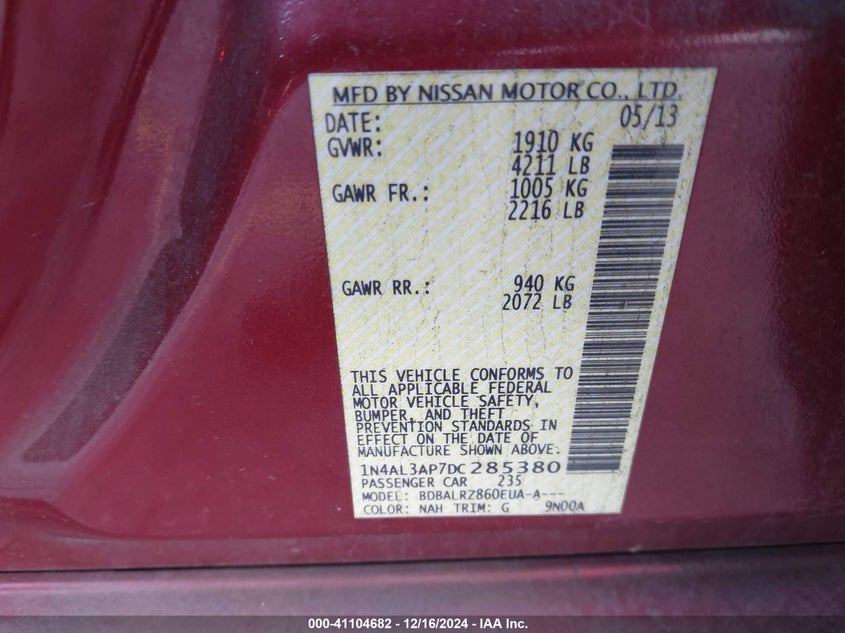 MFD BY NISSAN MOTOR CO., LTD.
DATE: 05/13
GVWR: 1910 KG
4211 LB
GAWR FR.: 1005 KG
2216 LB
GAWR RR.: 940 KG
2072 LB
THIS VEHICLE CONFORMS TO
ALL APPLICABLE FEDERAL
MOTOR VEHICLE SAFETY,
BUMPER, AND THEFT
PREVENTION STANDARDS IN
EFFECT ON THE DATE OF
MANUFACTURE SHOWN ABOVE.
1N4AL3AP7DC 285380
PASSENGER CAR 235
MODEL: BDBALRZ860EUA-A---
COLOR: NAH TRIM: G 9N00A
000-41104682 / 12/16/2024 - IAA Inc.